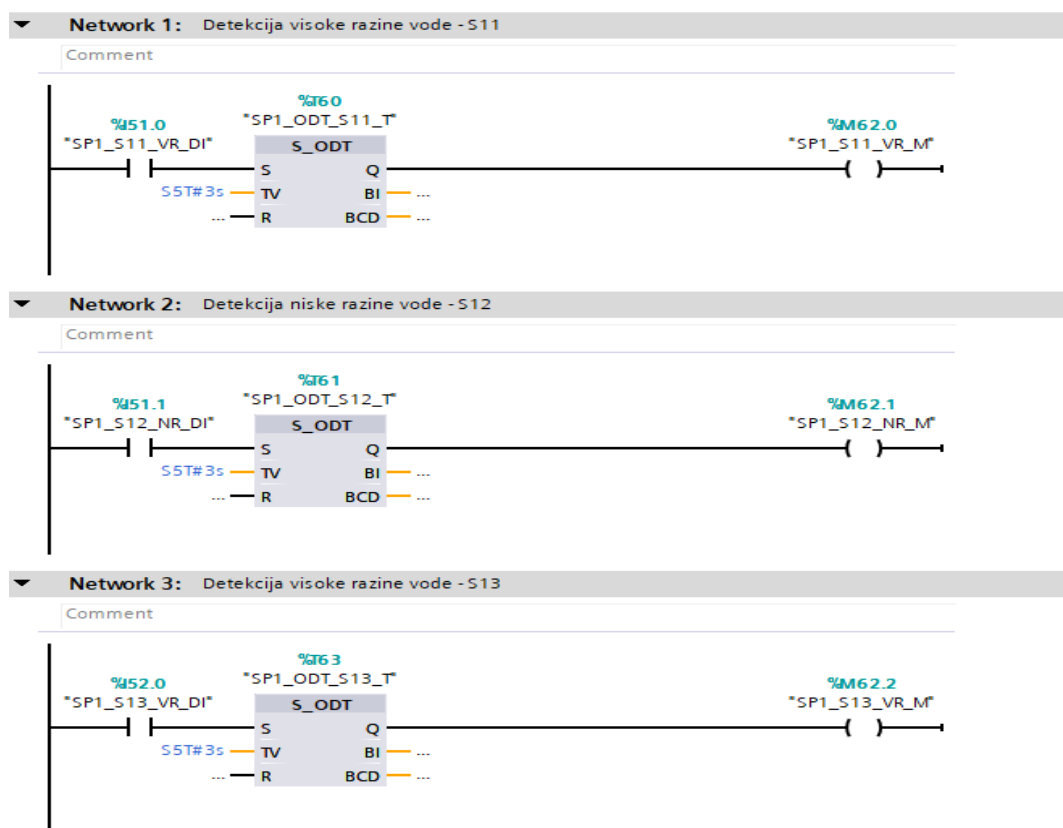 Network 1: Detekcija visoke razine vode - S11
Comment
%T60
"SP1_ODT_S11_T"
%I51.0
"SP1_S11_VR_DI"
S_ODT
%M62.0
"SP1_S11_VR_M"
S Q
S5T#3s TV BI ...
... R BCD ...
Network 2: Detekcija niske razine vode - S12
Comment
%T61
"SP1_ODT_S12_T"
%I51.1
"SP1_S12_NR_DI"
S_ODT
%M62.1
"SP1_S12_NR_M"
S Q
S5T#3s TV BI ...
... R BCD ...
Network 3: Detekcija visoke razine vode - S13
Comment
%T63
"SP1_ODT_S13_T"
%I52.0
"SP1_S13_VR_DI"
S_ODT
%M62.2
"SP1_S13_VR_M"
S Q
S5T#3s TV BI ...
... R BCD ...